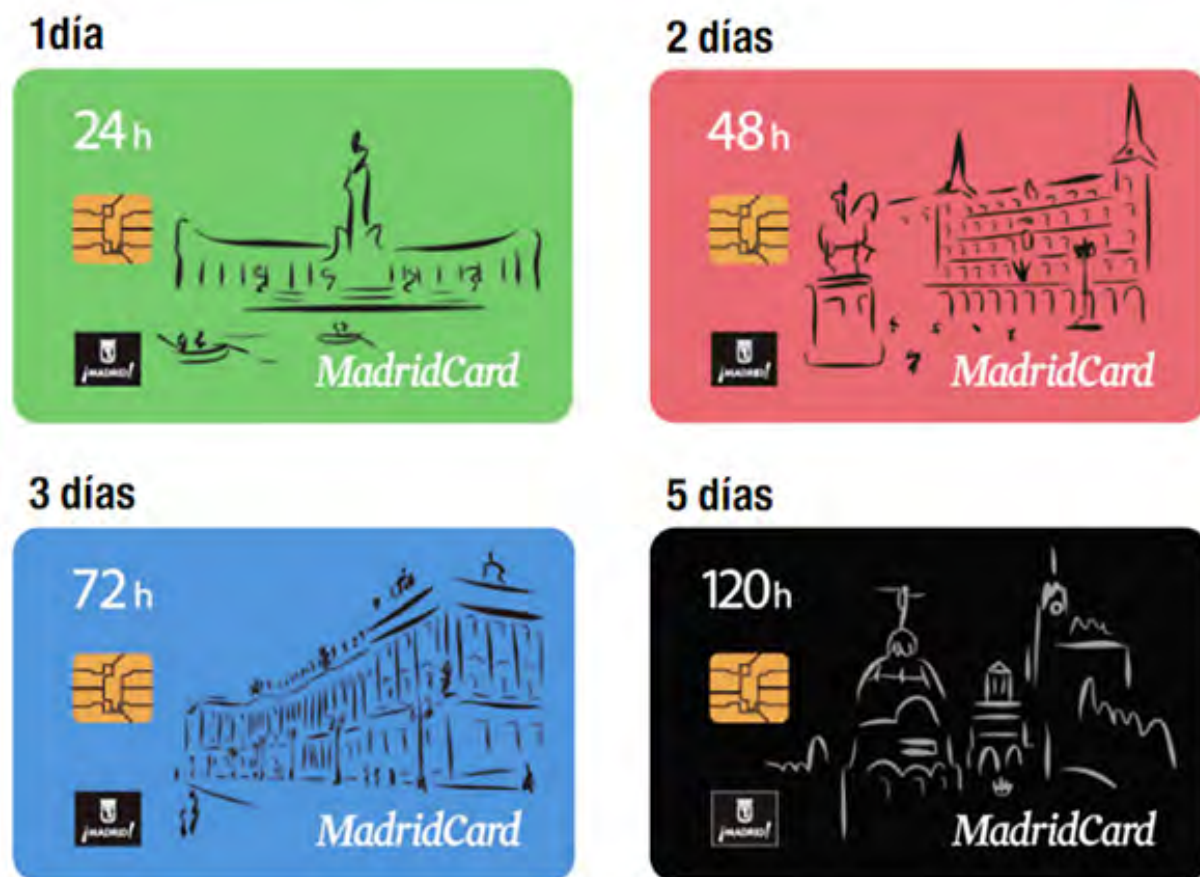 1día
2 días
24h
48h
¡MADRID!
MadridCard
¡MADRID!
MadridCard
3 días
5 días
72h
120h
¡MADRID!
MadridCard
¡MADRID!
MadridCard